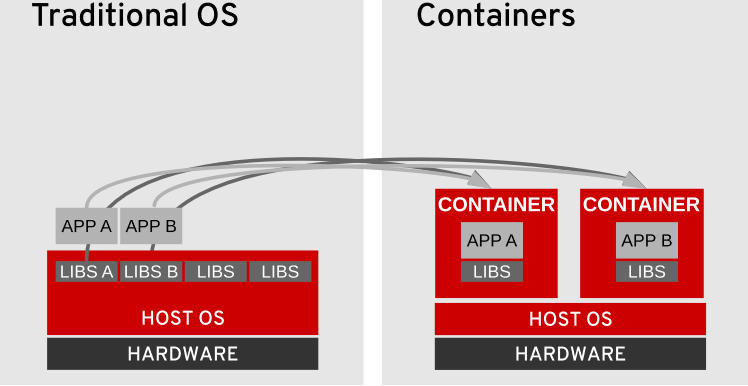 Traditional OS
APP A
APP B
LIBS A
LIBS B
LIBS
LIBS
HOST OS
HARDWARE
Containers
CONTAINER
APP A
LIBS
CONTAINER
APP B
LIBS
HOST OS
HARDWARE